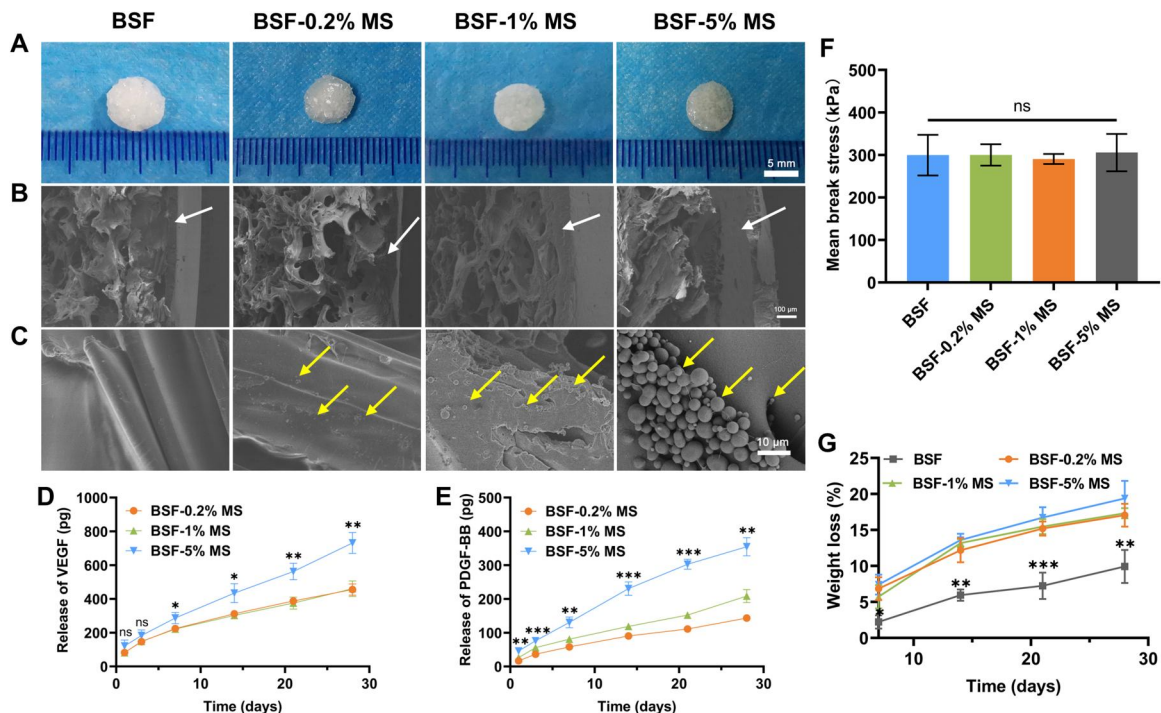 BSF
BSF-0.2% MS
BSF-1% MS
BSF-5% MS
A
5 mm
B
100 μm
C
10 μm
D
Release of VEGF (pg)
1000
800
600
400
200
0
BSF-0.2% MS
BSF-1% MS
BSF-5% MS
ns
ns
*
*
**
**
0
10
20
30
Time (days)
E
Release of PDGF-BB (pg)
500
400
300
200
100
0
BSF-0.2% MS
BSF-1% MS
BSF-5% MS
**
***
**
***
***
**
0
10
20
30
Time (days)
F
Mean break stress (kPa)
500
400
300
200
100
0
ns
BSF
BSF-0.2% MS
BSF-1% MS
BSF-5% MS
G
BSF
BSF-0.2% MS
BSF-1% MS
BSF-5% MS
Weight loss (%)
25
20
15
10
5
0
*
**
***
**
10
20
30
Time (days)